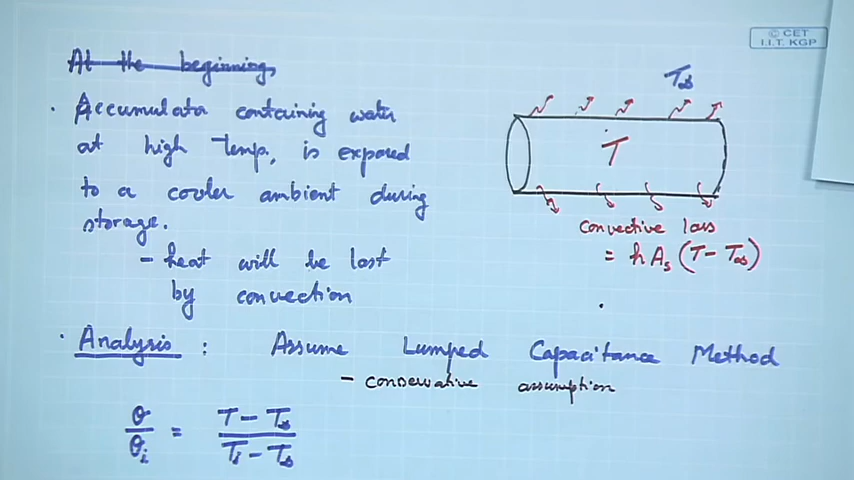 © CET
I.I.T. KGP
At the beginning,
· Accumulator containing water
at high Temp, is exposed
to a cooler ambient during
storage.
- heat will be lost
by convection
T∞
T
Convective loss
= hAs (T - T∞)
· Analysis : Assume Lumped Capacitance Method
- conservative assumption
θ/θi = (T - T∞)/(Ti - T∞)